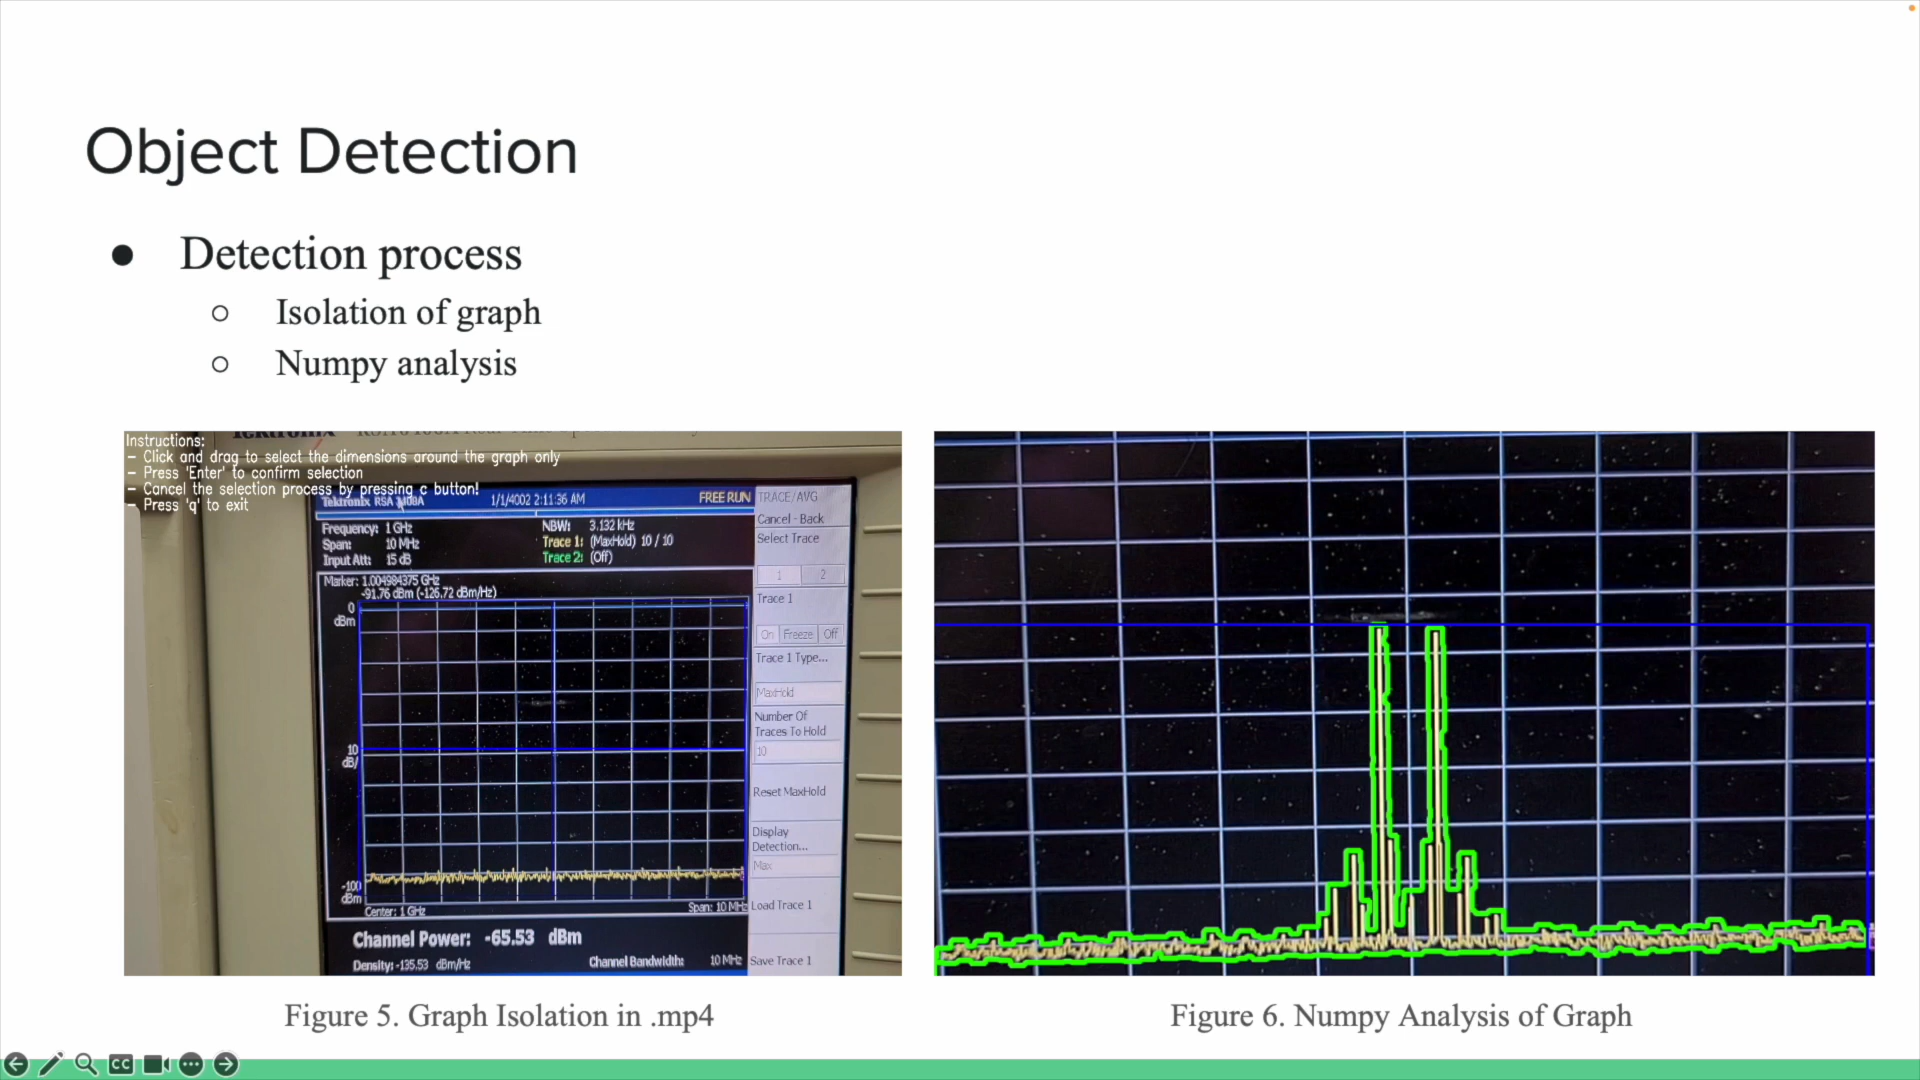 Object Detection
● Detection process
○ Isolation of graph
○ Numpy analysis
Instructions:
- Click and drag to select the dimensions around the graph only
- Press 'Enter' to confirm selection
- Cancel the selection process by pressing c button!
- Press 'q' to exit
Tektronix
Tektronix RSA 3408A 1/1/4002 2:11:36 AM FREE RUN
Frequency: 1 GHz
Span: 10 MHz
Input Att: 15 dB
NBW: 3.132 kHz
Trace 1: (MaxHold) 10 / 10
Trace 2: (Off)
Marker: 1.004984375 GHz
-91.76 dBm (-126.72 dBm/Hz)
0
dBm
10
dB/
-100
dBm
Center: 1 GHz Span: 10 MHz
Channel Power: -65.53 dBm
Density: -135.53 dBm/Hz Channel Bandwidth: 10 MHz
TRACE/AVG
Cancel - Back
Select Trace
1 2
Trace 1
On Freeze Off
Trace 1 Type...
MaxHold
Number Of
Traces To Hold
10
Reset MaxHold
Display
Detection...
Max
Load Trace 1
Save Trace 1
Figure 5. Graph Isolation in .mp4
Figure 6. Numpy Analysis of Graph
CC